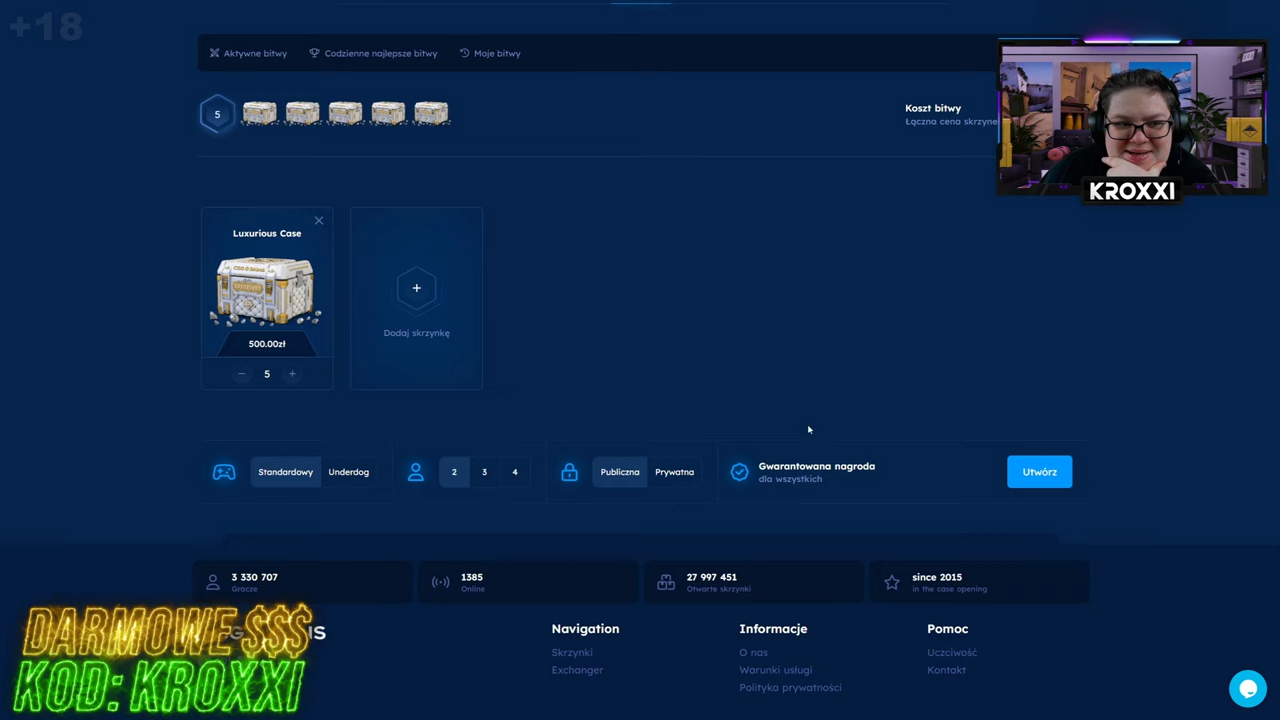 +18
Aktywne bitwy
Codzienne najlepsze bitwy
Moje bitwy
5
Koszt bitwy
Łączna cena skrzyne
KROXXI
Luxurious Case
500.00zł
5
Dodaj skrzynkę
Standardowy
Underdog
2
3
4
Publiczna
Prywatna
Gwarantowana nagroda
dla wszystkich
Utwórz
3 330 707
Gracze
1385
Online
27 997 451
Otwarte skrzynki
since 2015
in the case opening
DARMOWE $$$
KOD: KROXXI
Navigation
Skrzynki
Exchanger
Informacje
O nas
Warunki usługi
Polityka prywatności
Pomoc
Uczciwość
Kontakt